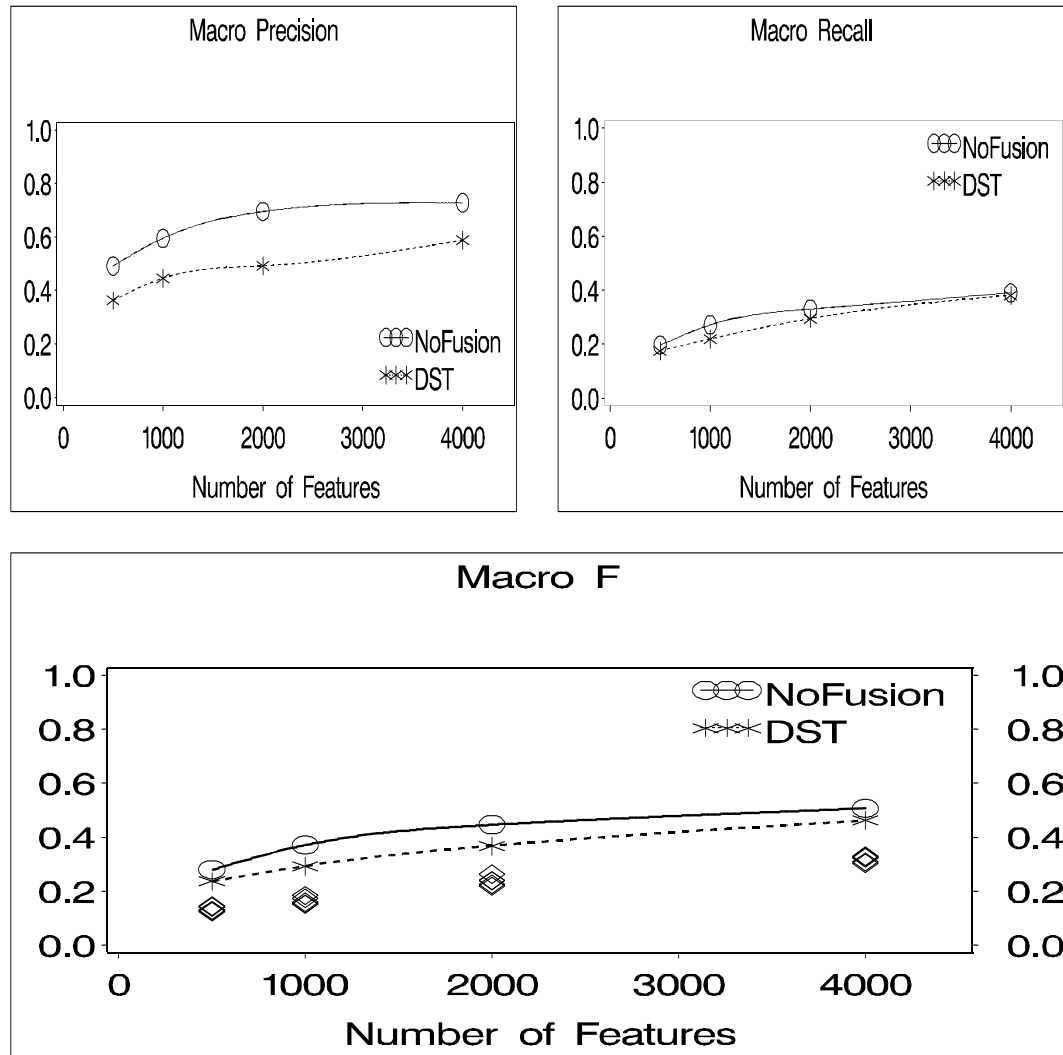 Macro Precision
1.0
0.8
0.6
0.4
0.2
0.0
NoFusion
DST
0 1000 2000 3000 4000
Number of Features
Macro Recall
1.0
0.8
0.6
0.4
0.2
0.0
NoFusion
DST
0 1000 2000 3000 4000
Number of Features
Macro F
1.0 1.0
0.8 0.8
0.6 0.6
0.4 0.4
0.2 0.2
0.0 0.0
NoFusion
DST
0 1000 2000 3000 4000
Number of Features